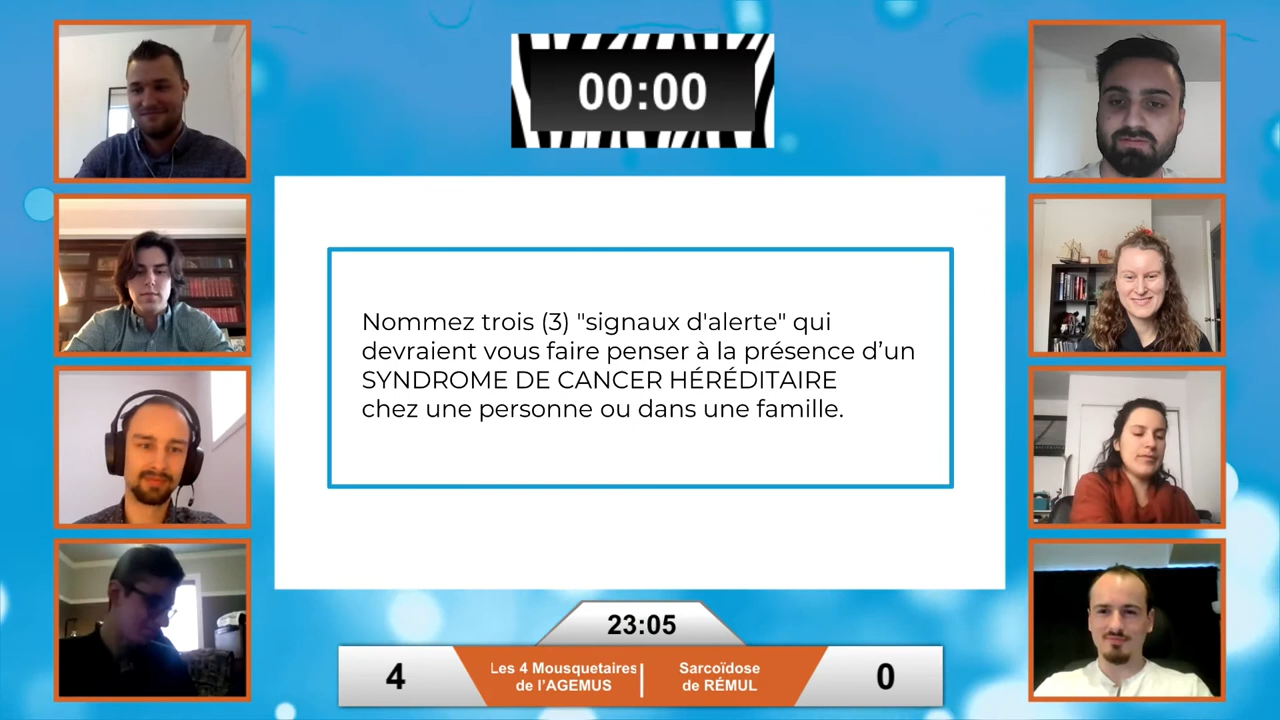 00:00
Nommez trois (3) "signaux d'alerte" qui
devraient vous faire penser à la présence d’un
SYNDROME DE CANCER HÉRÉDITAIRE
chez une personne ou dans une famille.
23:05
4
Les 4 Mousquetaires
de l’AGEMUS
Sarcoïdose
de RÉMUL
0